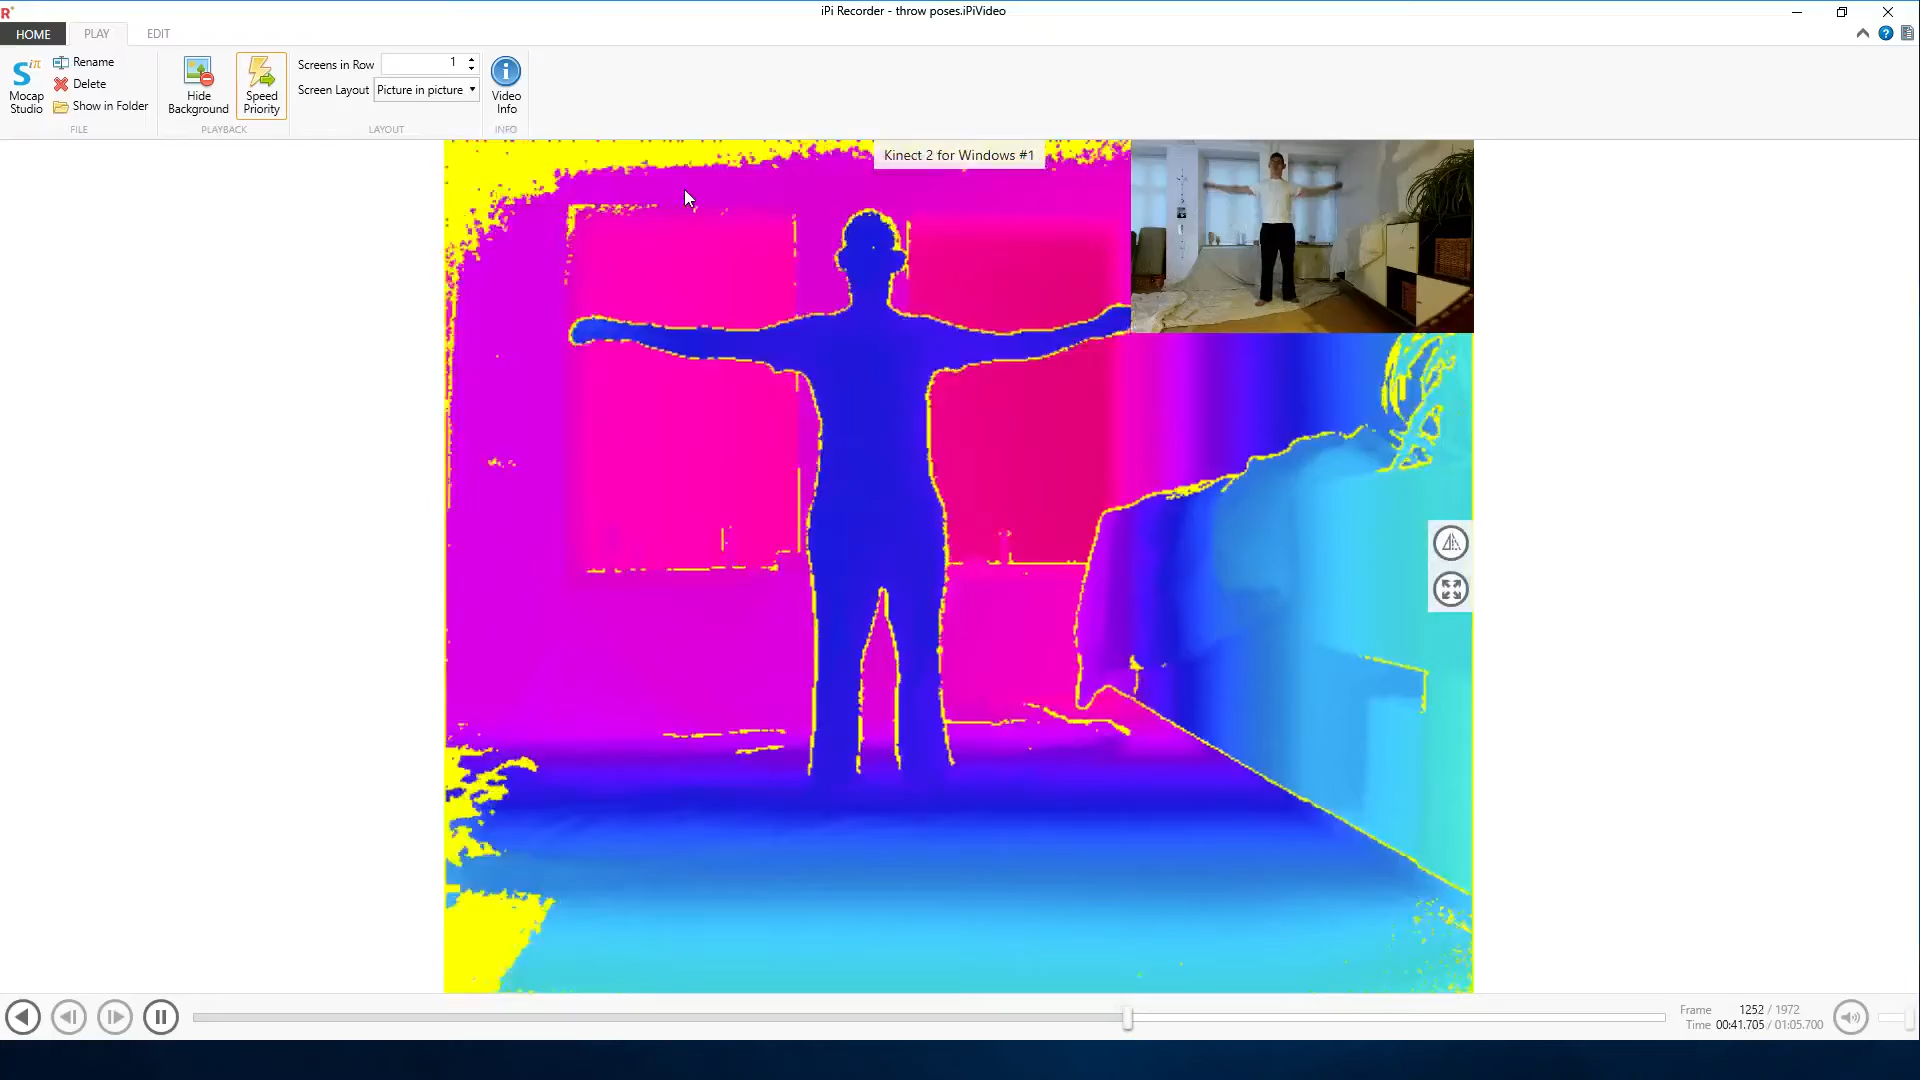 R*
iPi Recorder - throw poses.iPiVideo
HOME
PLAY
EDIT
S iπ
Mocap
Studio
Rename
Delete
Show in Folder
FILE
Hide
Background
Speed
Priority
PLAYBACK
Screens in Row
1
Screen Layout
Picture in picture
LAYOUT
Video
Info
INFO
Kinect 2 for Windows #1
Frame 1252 / 1972
Time 00:41.705 / 01:05.700